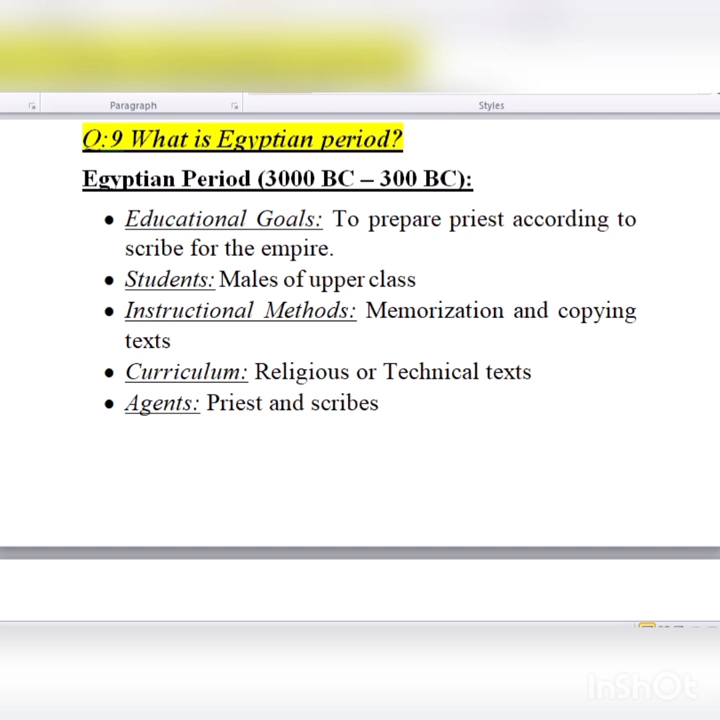 Paragraph
Styles
Q:9 What is Egyptian period?
Egyptian Period (3000 BC – 300 BC):
• Educational Goals: To prepare priest according to
scribe for the empire.
• Students: Males of upper class
• Instructional Methods: Memorization and copying
texts
• Curriculum: Religious or Technical texts
• Agents: Priest and scribes
InShOt